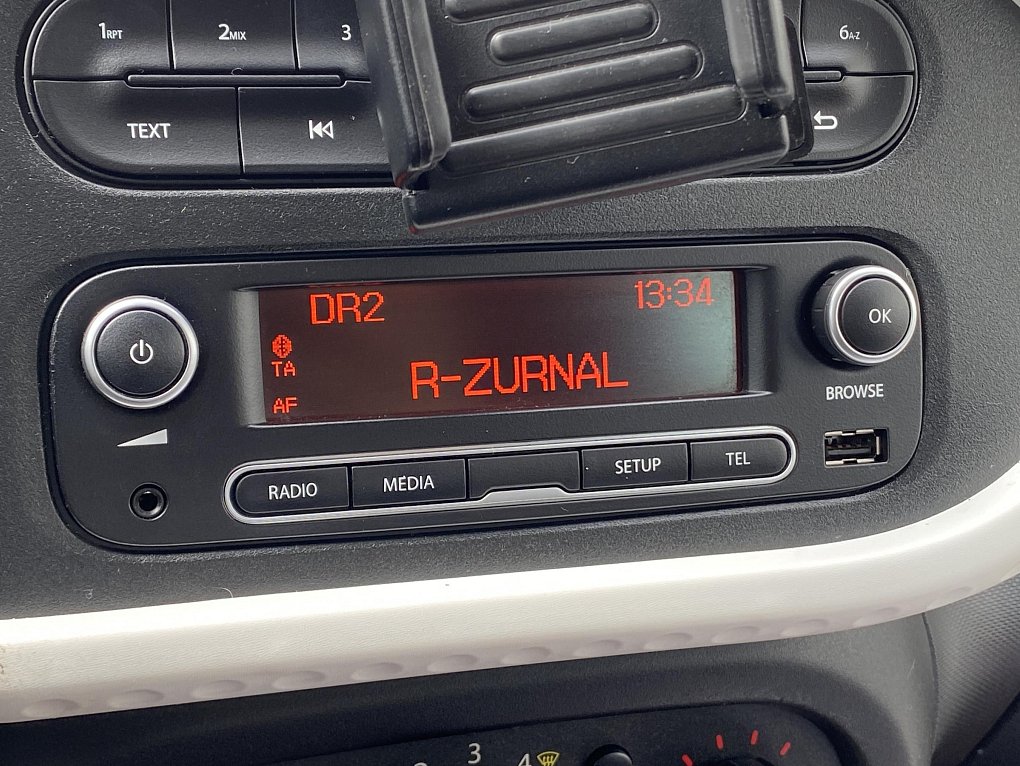 1RPT 2MIX 3 6A-Z
TEXT
DR2 13:34
TA
R-ZURNAL
AF
OK
BROWSE
RADIO MEDIA SETUP TEL
3 4